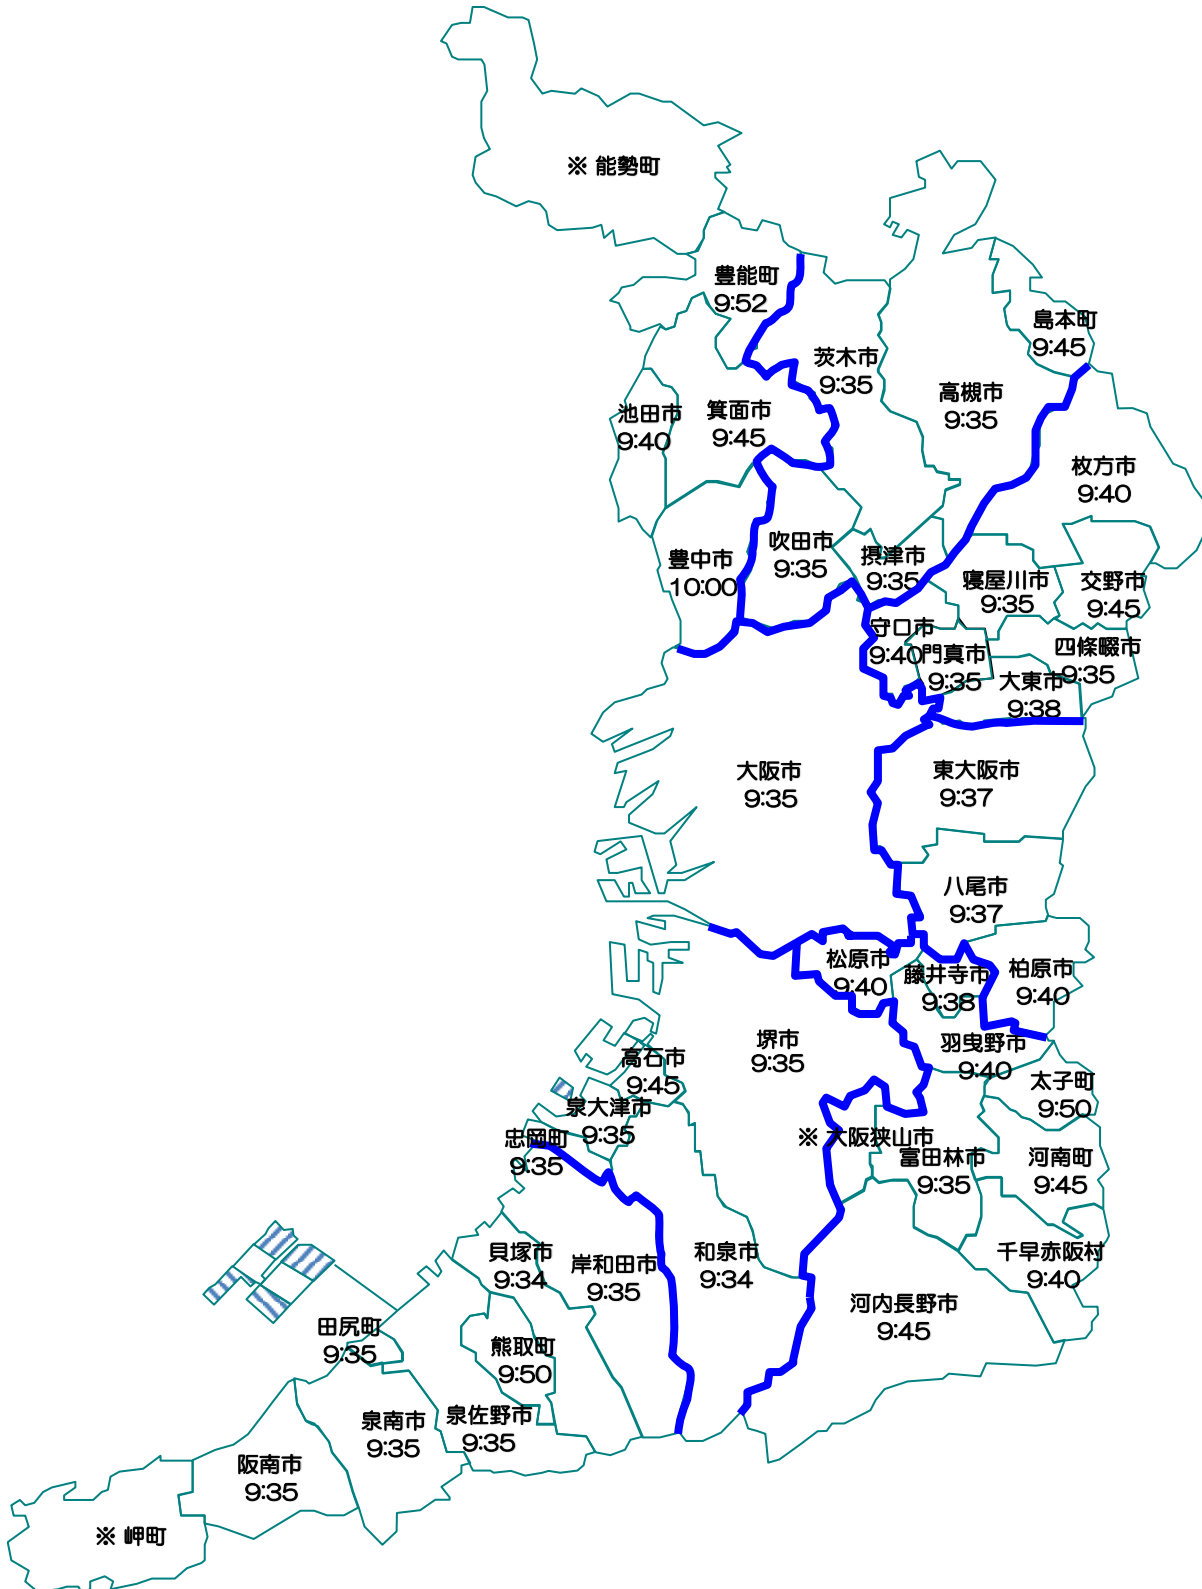 ※ 能勢町
豊能町
9:52
島本町
9:45
茨木市
9:35
高槻市
9:35
池田市
9:40
箕面市
9:45
枚方市
9:40
豊中市
10:00
吹田市
9:35
摂津市
9:35
寝屋川市
9:35
交野市
9:45
守口市
9:40
門真市
9:35
四條畷市
9:35
大東市
9:38
大阪市
9:35
東大阪市
9:37
八尾市
9:37
松原市
9:40
藤井寺市
9:38
柏原市
9:40
堺市
9:35
羽曳野市
9:40
高石市
9:45
太子町
9:50
泉大津市
9:35
忠岡町
9:35
※ 大阪狭山市
富田林市
9:35
河南町
9:45
貝塚市
9:34
岸和田市
9:35
和泉市
9:34
千早赤阪村
9:40
河内長野市
9:45
田尻町
9:35
熊取町
9:50
泉南市
9:35
泉佐野市
9:35
阪南市
9:35
※ 岬町